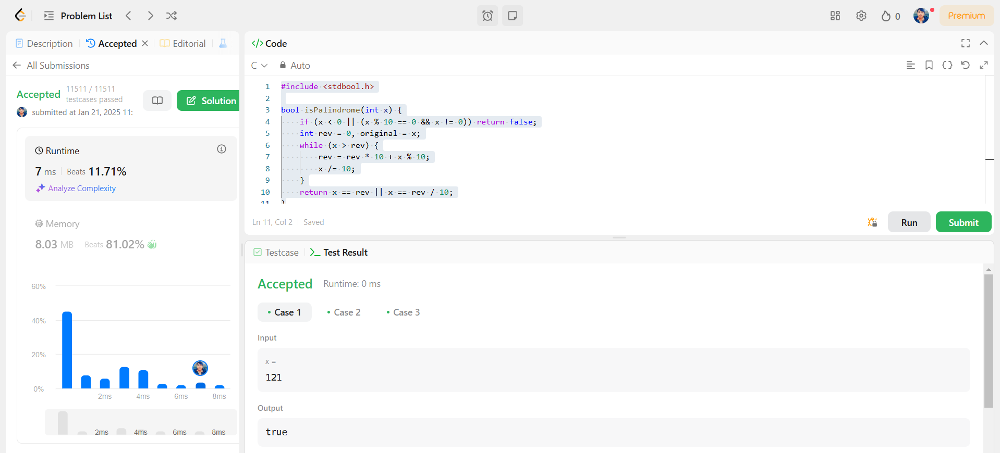 Problem List
0
Premium
Description
Accepted
Editorial
All Submissions
Accepted
11511 / 11511
testcases passed
submitted at Jan 21, 2025 11:
Solution
Runtime
7 ms
Beats 11.71%
Analyze Complexity
Memory
8.03 MB
Beats 81.02%
60%
40%
20%
0%
2ms
4ms
6ms
8ms
2ms
4ms
6ms
8ms
</> Code
C
Auto
1 #include <stdbool.h>
2
3 bool isPalindrome(int x) {
4 if (x < 0 || (x % 10 == 0 && x != 0)) return false;
5 int rev = 0, original = x;
6 while (x > rev) {
7 rev = rev * 10 + x % 10;
8 x /= 10;
9 }
10 return x == rev || x == rev / 10;
11 }
Ln 11, Col 2
Saved
Run
Submit
Testcase
Test Result
Accepted
Runtime: 0 ms
Case 1
Case 2
Case 3
Input
x =
121
Output
true